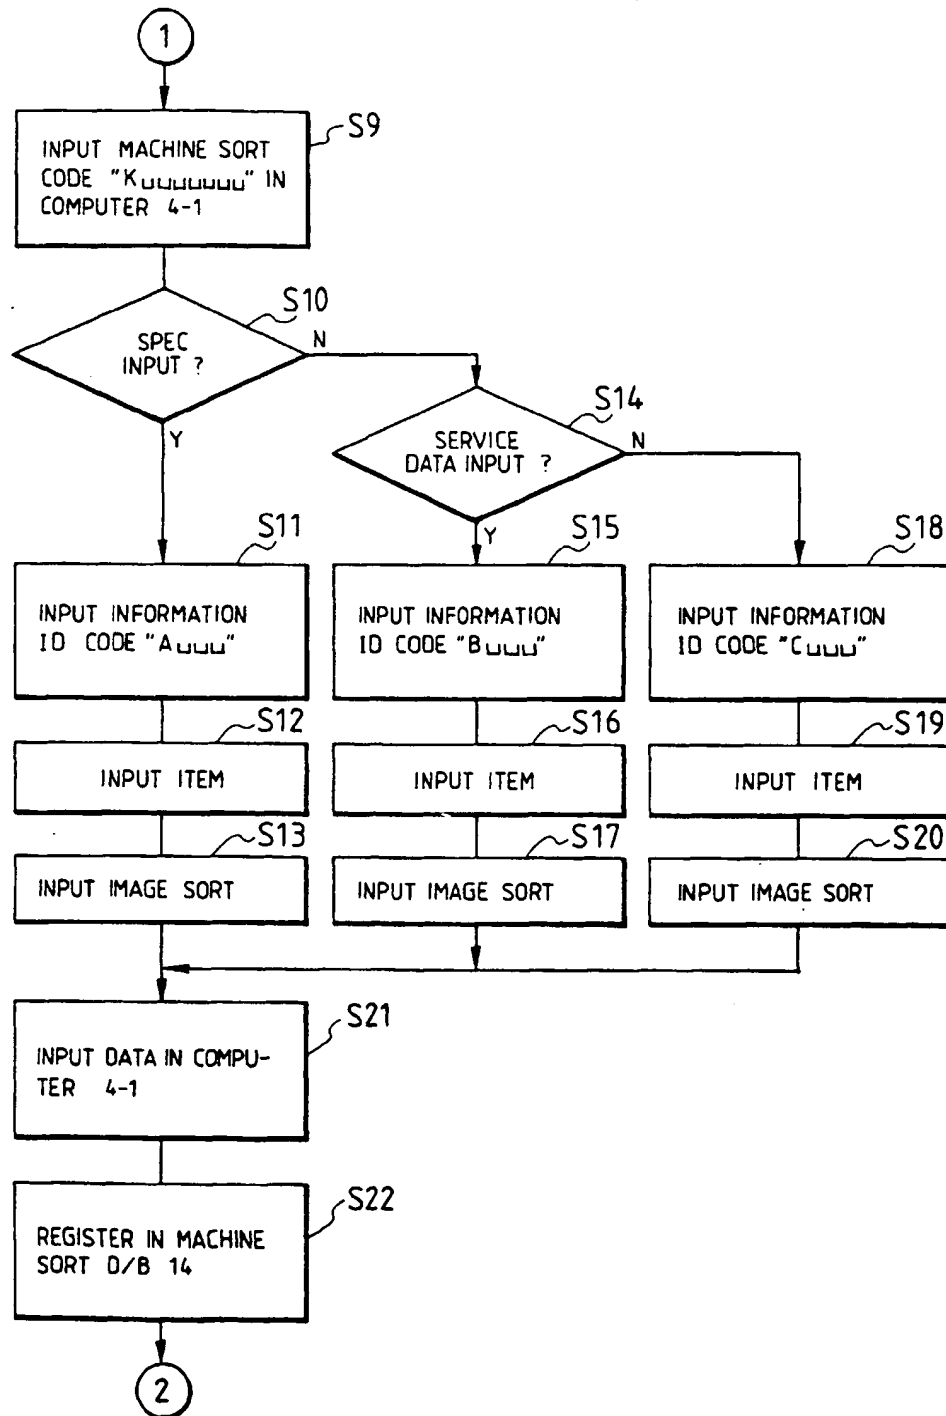 1
S9
INPUT MACHINE SORT
CODE "K␣␣␣␣␣␣␣" IN
COMPUTER 4-1
S10
SPEC
INPUT ?
N
Y
S14
SERVICE
DATA INPUT ?
N
Y
S11
INPUT INFORMATION
ID CODE "A␣␣␣"
S15
INPUT INFORMATION
ID CODE "B␣␣␣"
S18
INPUT INFORMATION
ID CODE "C␣␣␣"
S12
INPUT ITEM
S16
INPUT ITEM
S19
INPUT ITEM
S13
INPUT IMAGE SORT
S17
INPUT IMAGE SORT
S20
INPUT IMAGE SORT
S21
INPUT DATA IN COMPU-
TER 4-1
S22
REGISTER IN MACHINE
SORT D/B 14
2